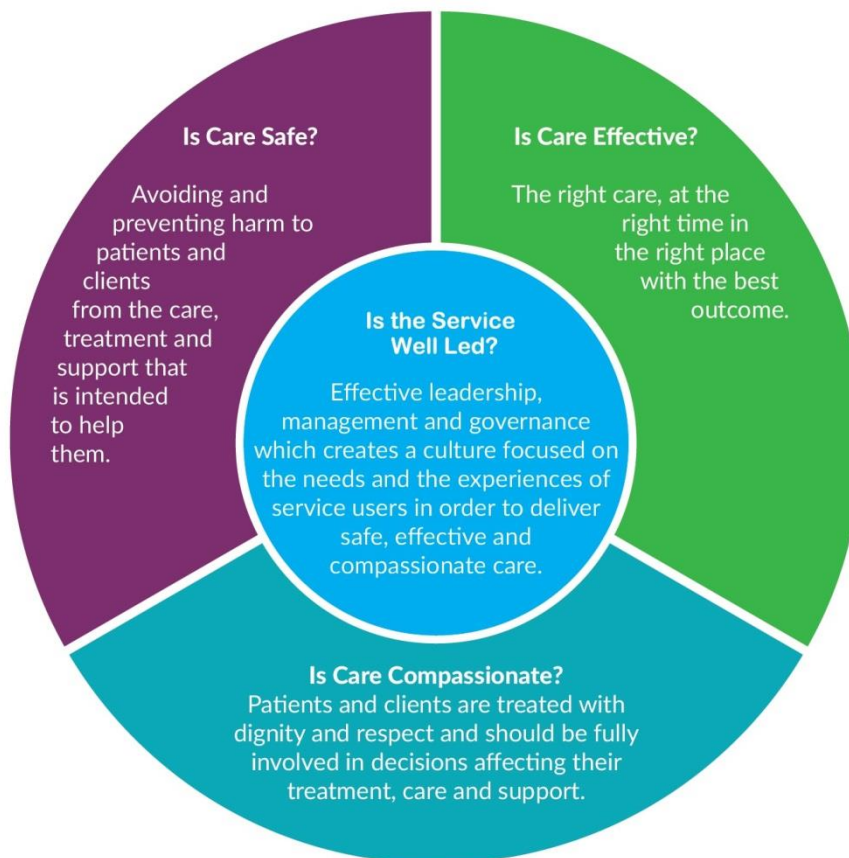 Is Care Safe?
Avoiding and
preventing harm to
patients and
clients
from the care,
treatment and
support that
is intended
to help
them.
Is Care Effective?
The right care, at the
right time in
the right place
with the best
outcome.
Is the Service
Well Led?
Effective leadership,
management and governance
which creates a culture focused on
the needs and the experiences of
service users in order to deliver
safe, effective and
compassionate care.
Is Care Compassionate?
Patients and clients are treated with
dignity and respect and should be fully
involved in decisions affecting their
treatment, care and support.